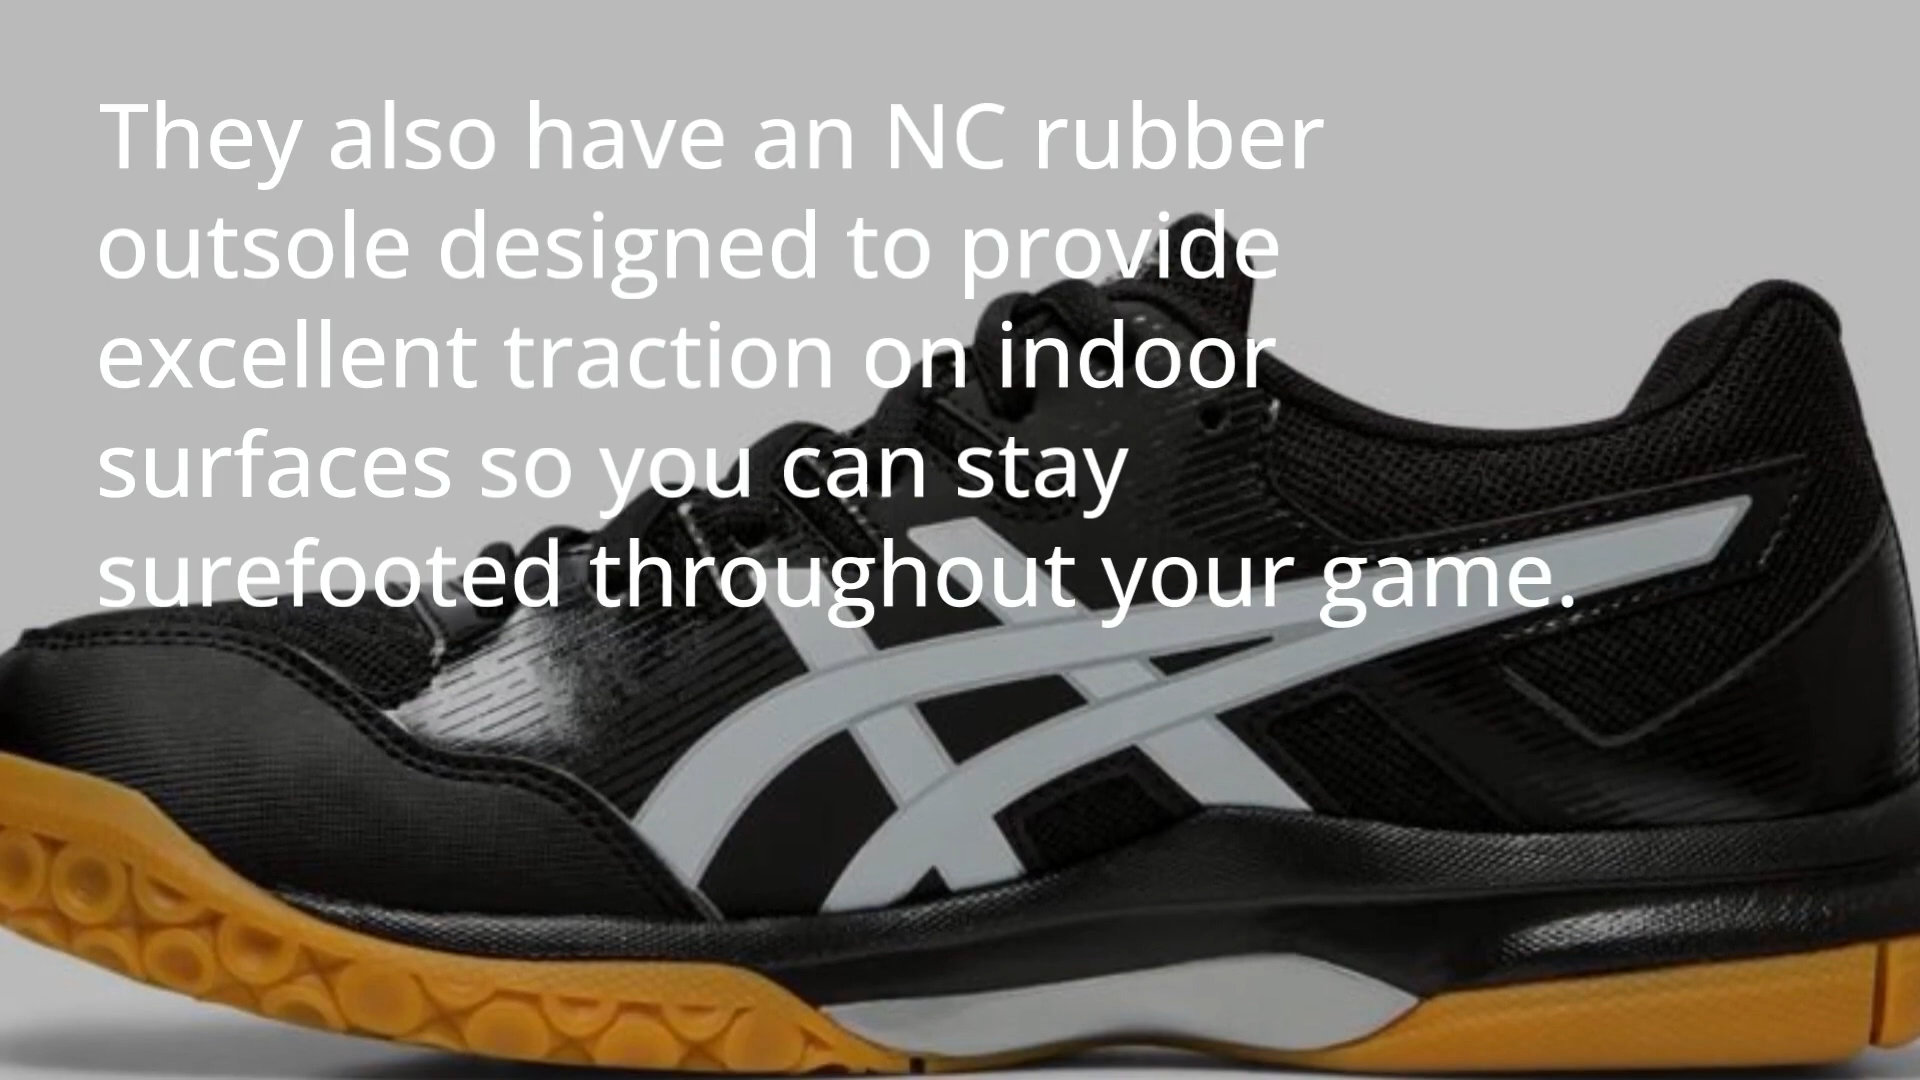 They also have an NC rubber
outsole designed to provide
excellent traction on indoor
surfaces so you can stay
surefooted throughout your game.